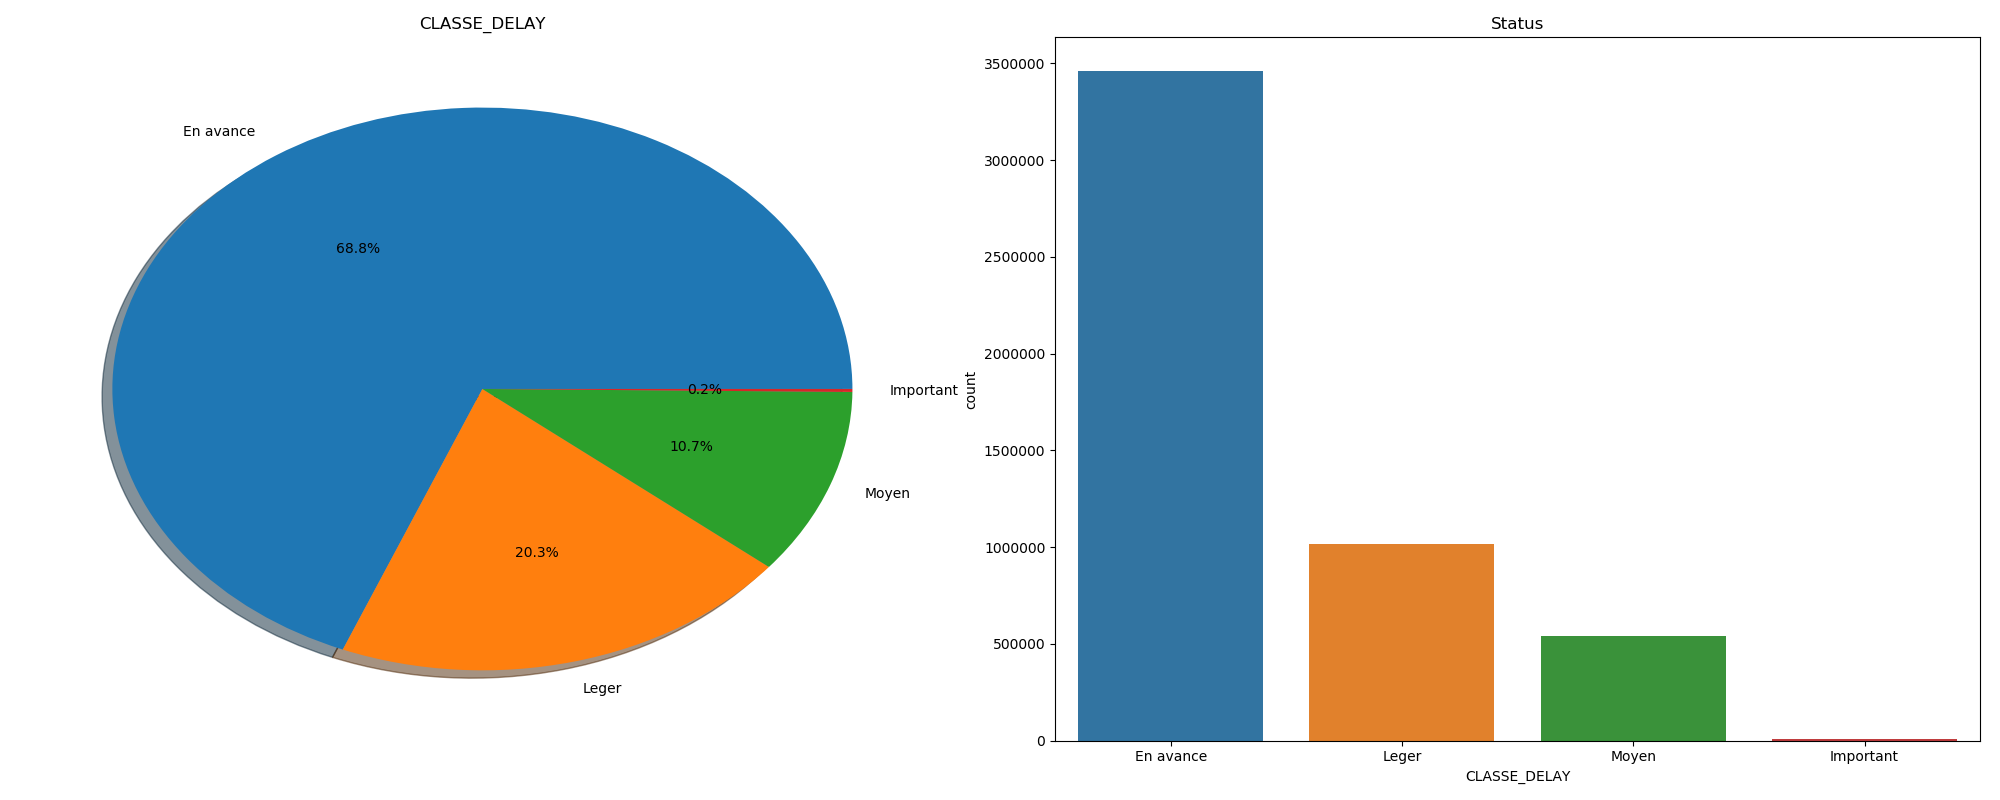 CLASSE_DELAY
En avance
68.8%
0.2%
Important
10.7%
Moyen
20.3%
Leger
Status
3500000
3000000
2500000
2000000
1500000
1000000
500000
0
count
En avance
Leger
Moyen
Important
CLASSE_DELAY